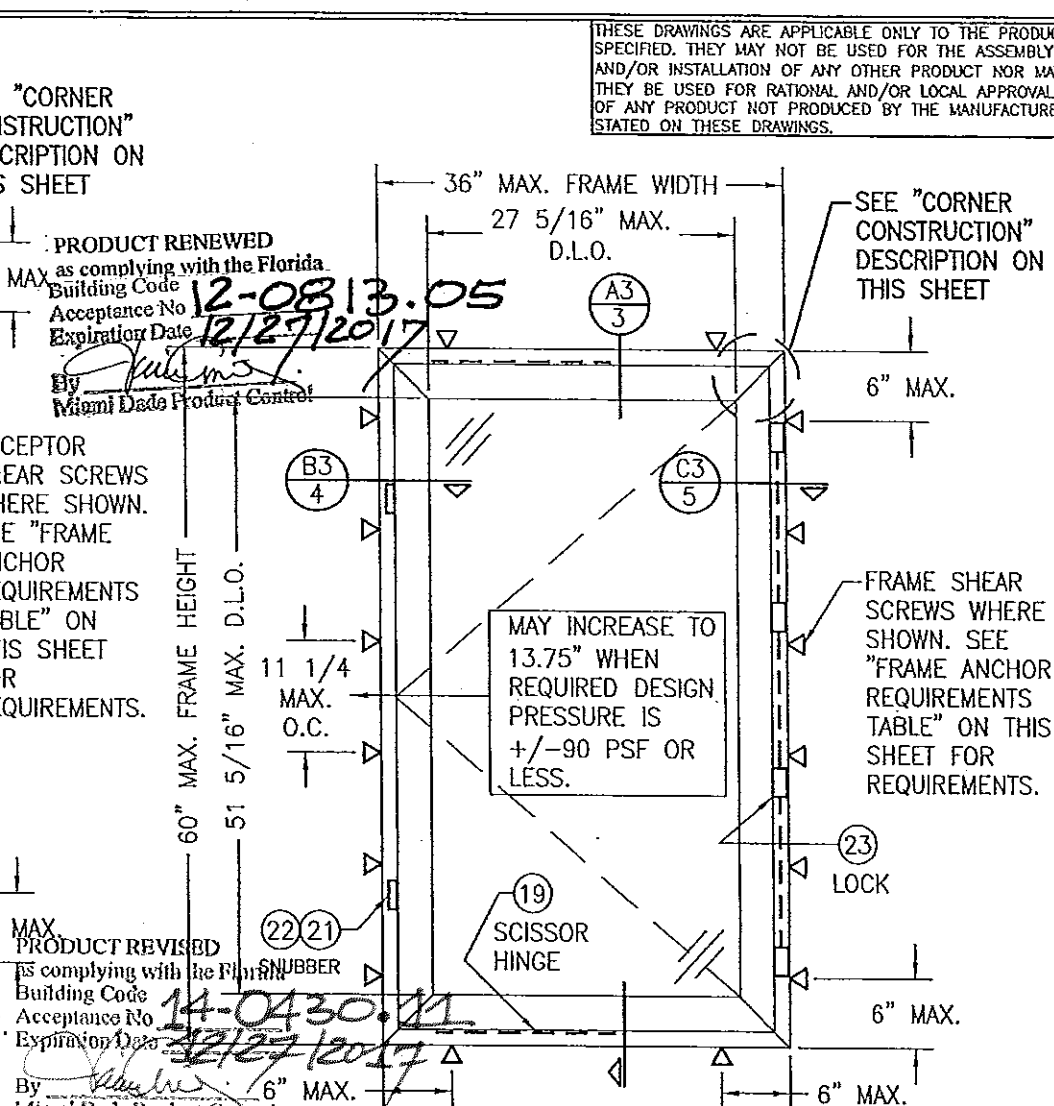 THESE DRAWINGS ARE APPLICABLE ONLY TO THE PRODUC
SPECIFIED. THEY MAY NOT BE USED FOR THE ASSEMBLY
AND/OR INSTALLATION OF ANY OTHER PRODUCT NOR MA
THEY BE USED FOR RATIONAL AND/OR LOCAL APPROVAL
OF ANY PRODUCT NOT PRODUCED BY THE MANUFACTURE
STATED ON THESE DRAWINGS.
"CORNER
NSTRUCTION"
CRIPTION ON
S SHEET
MAX.
PRODUCT RENEWED
as complying with the Florida
Building Code
Acceptance No 12-0813.05
Expiration Date 12/27/2017
By
Miami Dade Product Control
36" MAX. FRAME WIDTH
27 5/16" MAX.
D.L.O.
A3
3
SEE "CORNER
CONSTRUCTION"
DESCRIPTION ON
THIS SHEET
6" MAX.
CEPTOR
EAR SCREWS
HERE SHOWN.
E "FRAME
NCHOR
QUIREMENTS
BLE" ON
IS SHEET
R
QUIREMENTS.
B3
4
C3
5
60" MAX. FRAME HEIGHT
51 5/16" MAX. D.L.O.
11 1/4
MAX.
O.C.
MAY INCREASE TO
13.75" WHEN
REQUIRED DESIGN
PRESSURE IS
+/-90 PSF OR
LESS.
FRAME SHEAR
SCREWS WHERE
SHOWN. SEE
"FRAME ANCHOR
REQUIREMENTS
TABLE" ON THIS
SHEET FOR
REQUIREMENTS.
23
LOCK
22 21
SNUBBER
19
SCISSOR
HINGE
MAX.
PRODUCT REVISED
as complying with the Florida
Building Code
Acceptance No 14-0430.11
Expiration Date 12/27/2017
By
6" MAX.
6" MAX.
6" MAX.